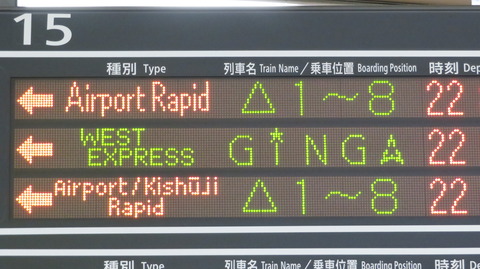 15
種別 Type 列車名 Train Name / 乗車位置 Boarding Position 時刻 Dep
← Airport Rapid △ 1～8 22
← WEST EXPRESS GINGA 22
← Airport/Kishūji Rapid △ 1～8 22
種別 Type 列車名 Train Name / 乗車位置 Boarding Position 時刻 De